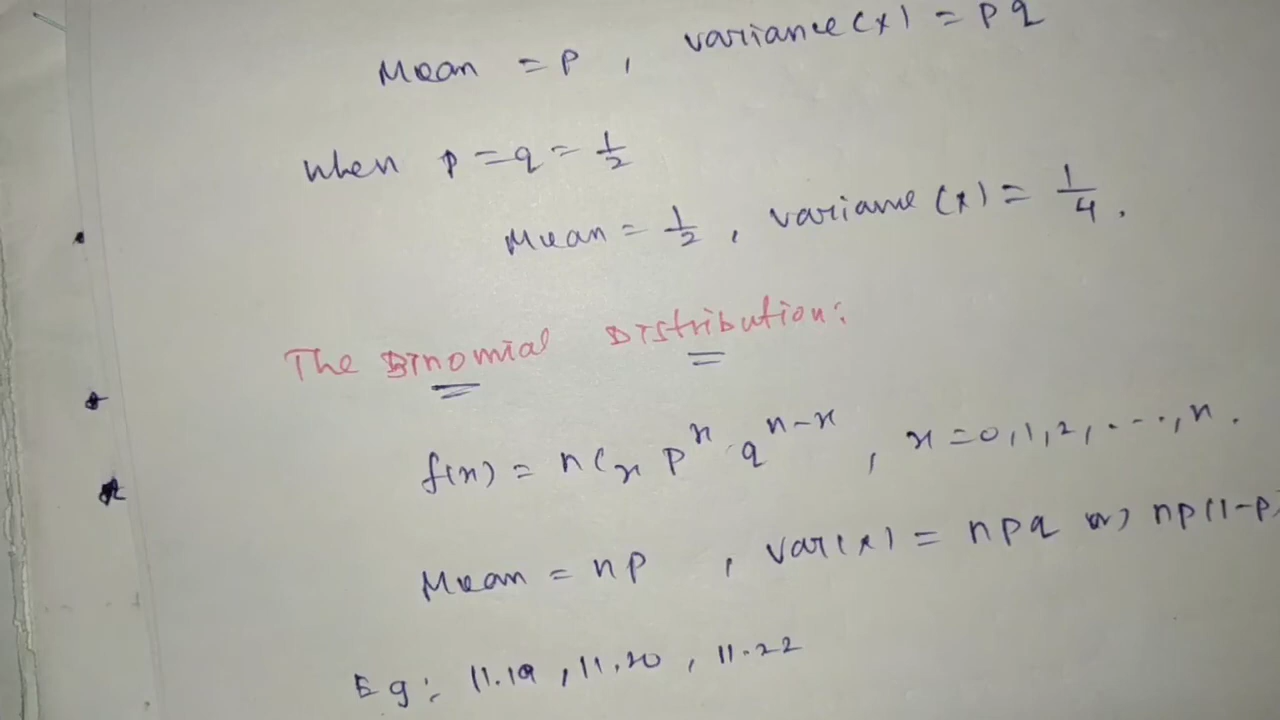 Mean = p , variance(x) = pq
when p = q = 1/2
Mean = 1/2 , variance (x) = 1/4 .
The Binomial Distribution:
f(x) = nCx p^x q^n-x , x = 0,1,2,...,n.
Mean = np , var(x) = npq (or) np(1-p)
Eg: 11.19 , 11.20 , 11.22